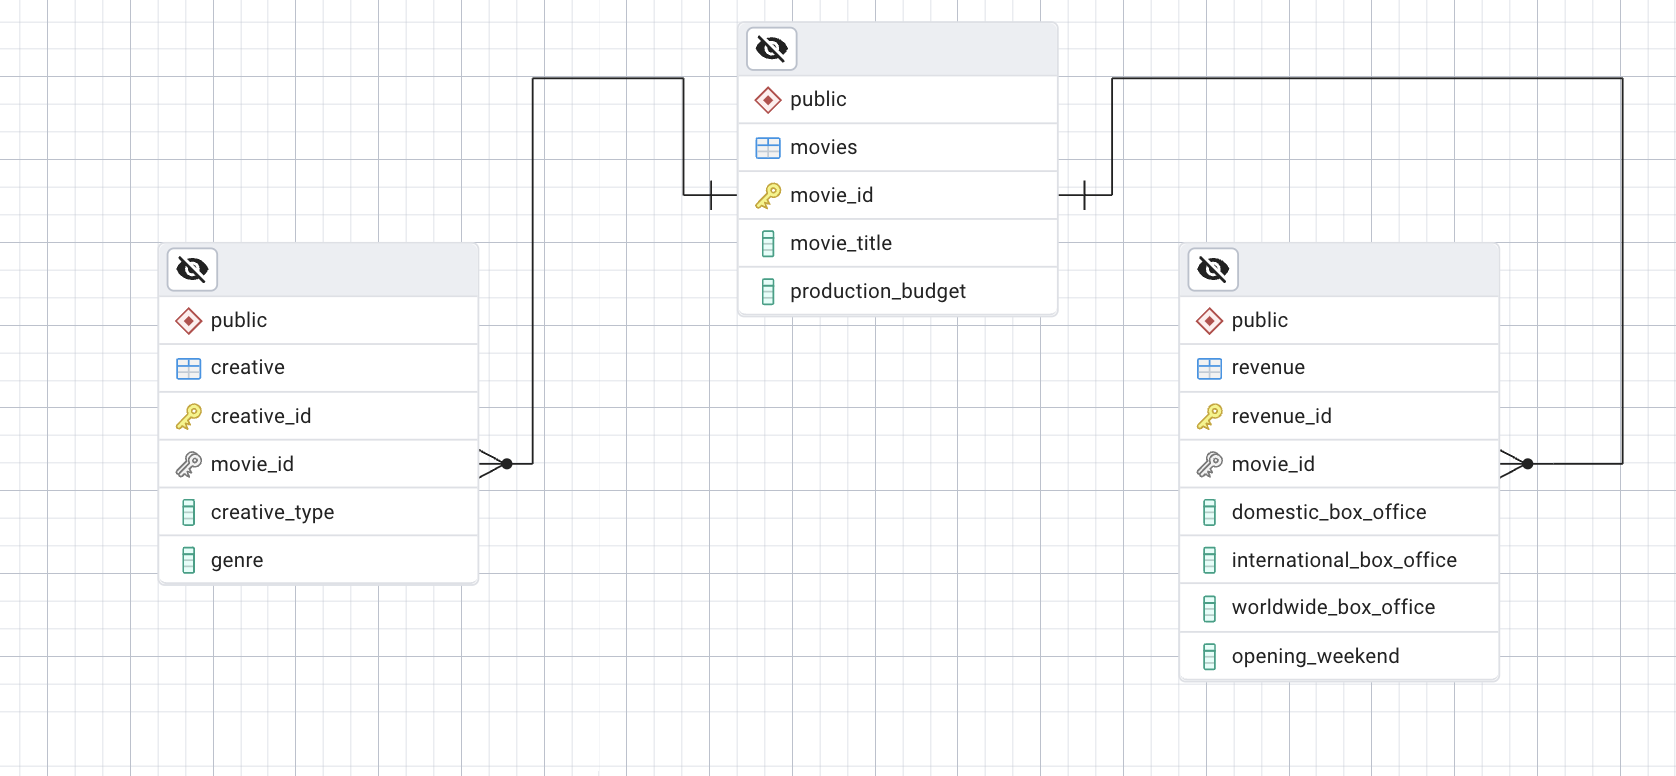 public
movies
movie_id
movie_title
production_budget
public
creative
creative_id
movie_id
creative_type
genre
public
revenue
revenue_id
movie_id
domestic_box_office
international_box_office
worldwide_box_office
opening_weekend